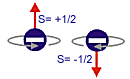 S= +1/2
S= -1/2